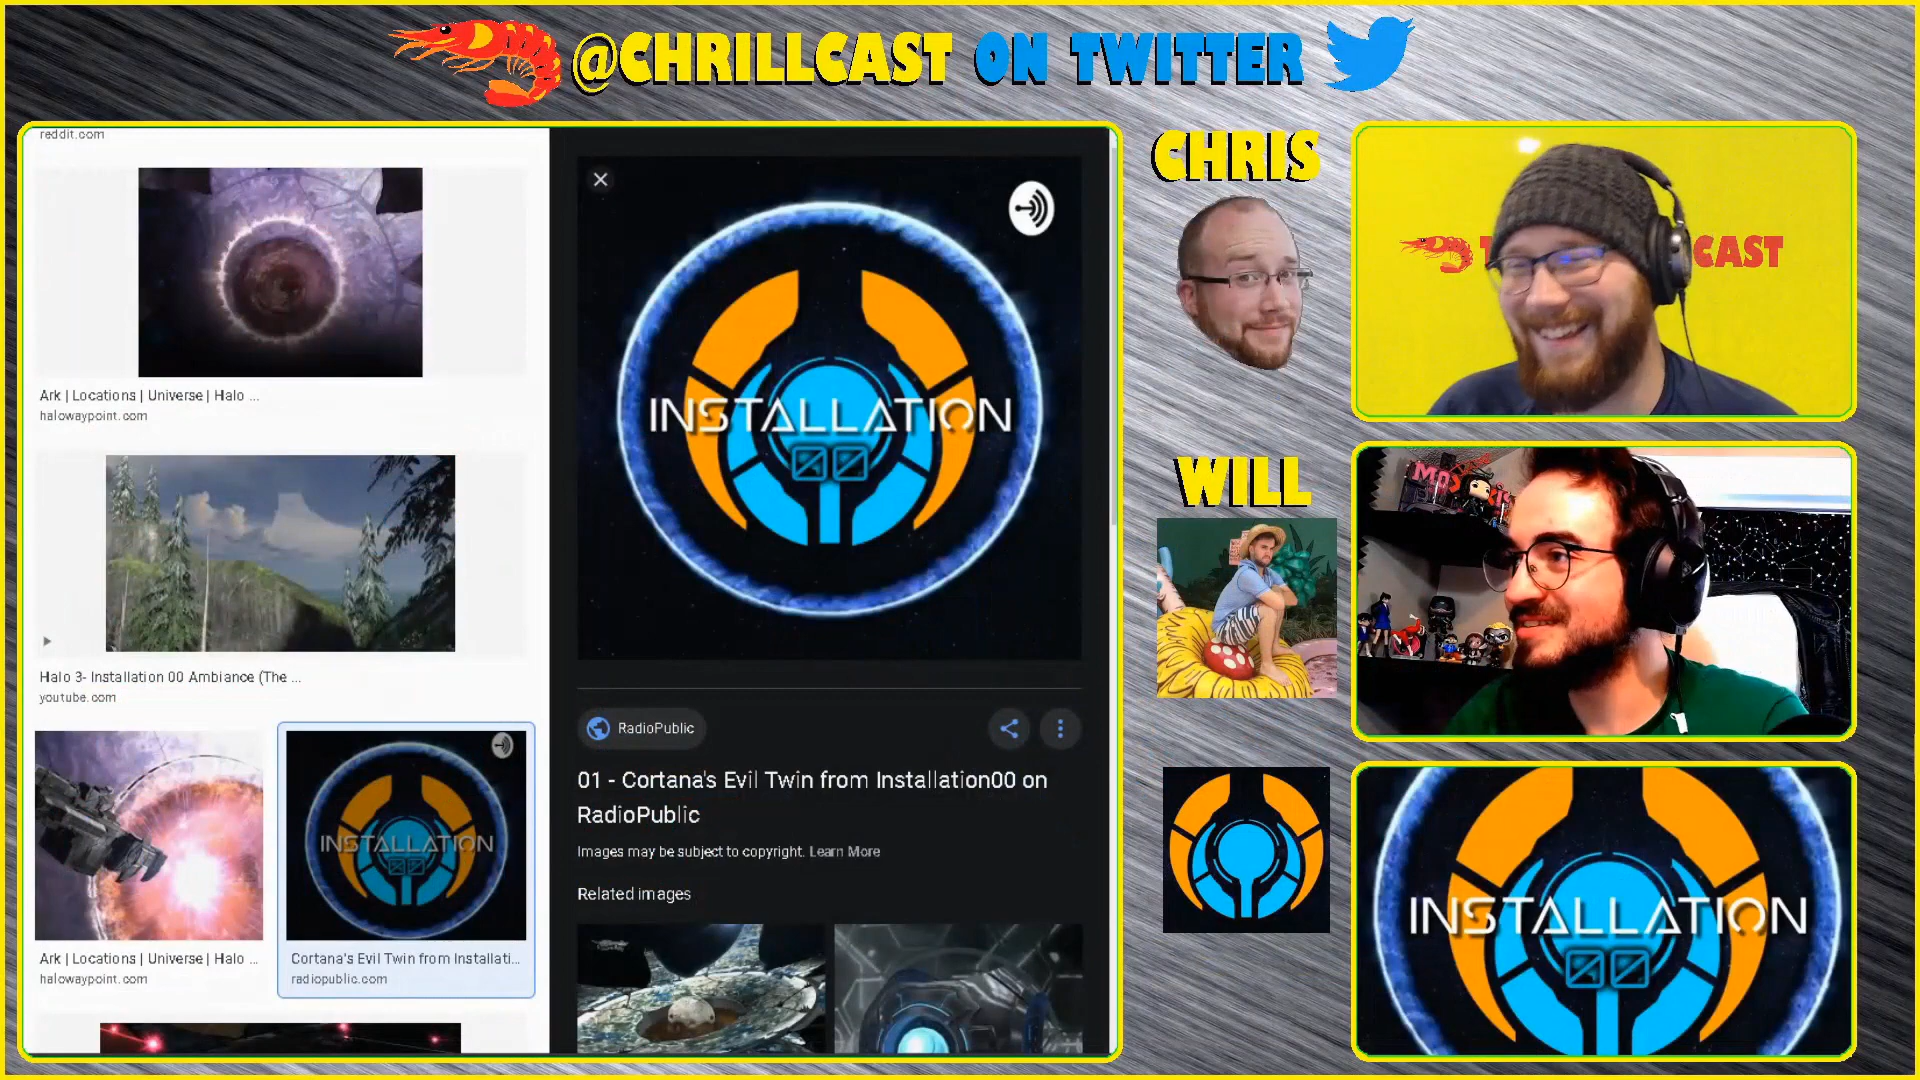 @CHRILLCAST ON TWITTER
reddit.com
Ark | Locations | Universe | Halo ...
halowaypoint.com
Halo 3- Installation 00 Ambiance (The ...
youtube.com
INSTALLATION
Ark | Locations | Universe | Halo ...
halowaypoint.com
Cortana's Evil Twin from Installati...
radiopublic.com
INSTALLATION
RadioPublic
01 - Cortana's Evil Twin from Installation00 on
RadioPublic
Images may be subject to copyright. Learn More
Related images
CHRIS
CAST
WILL
INSTALLATION